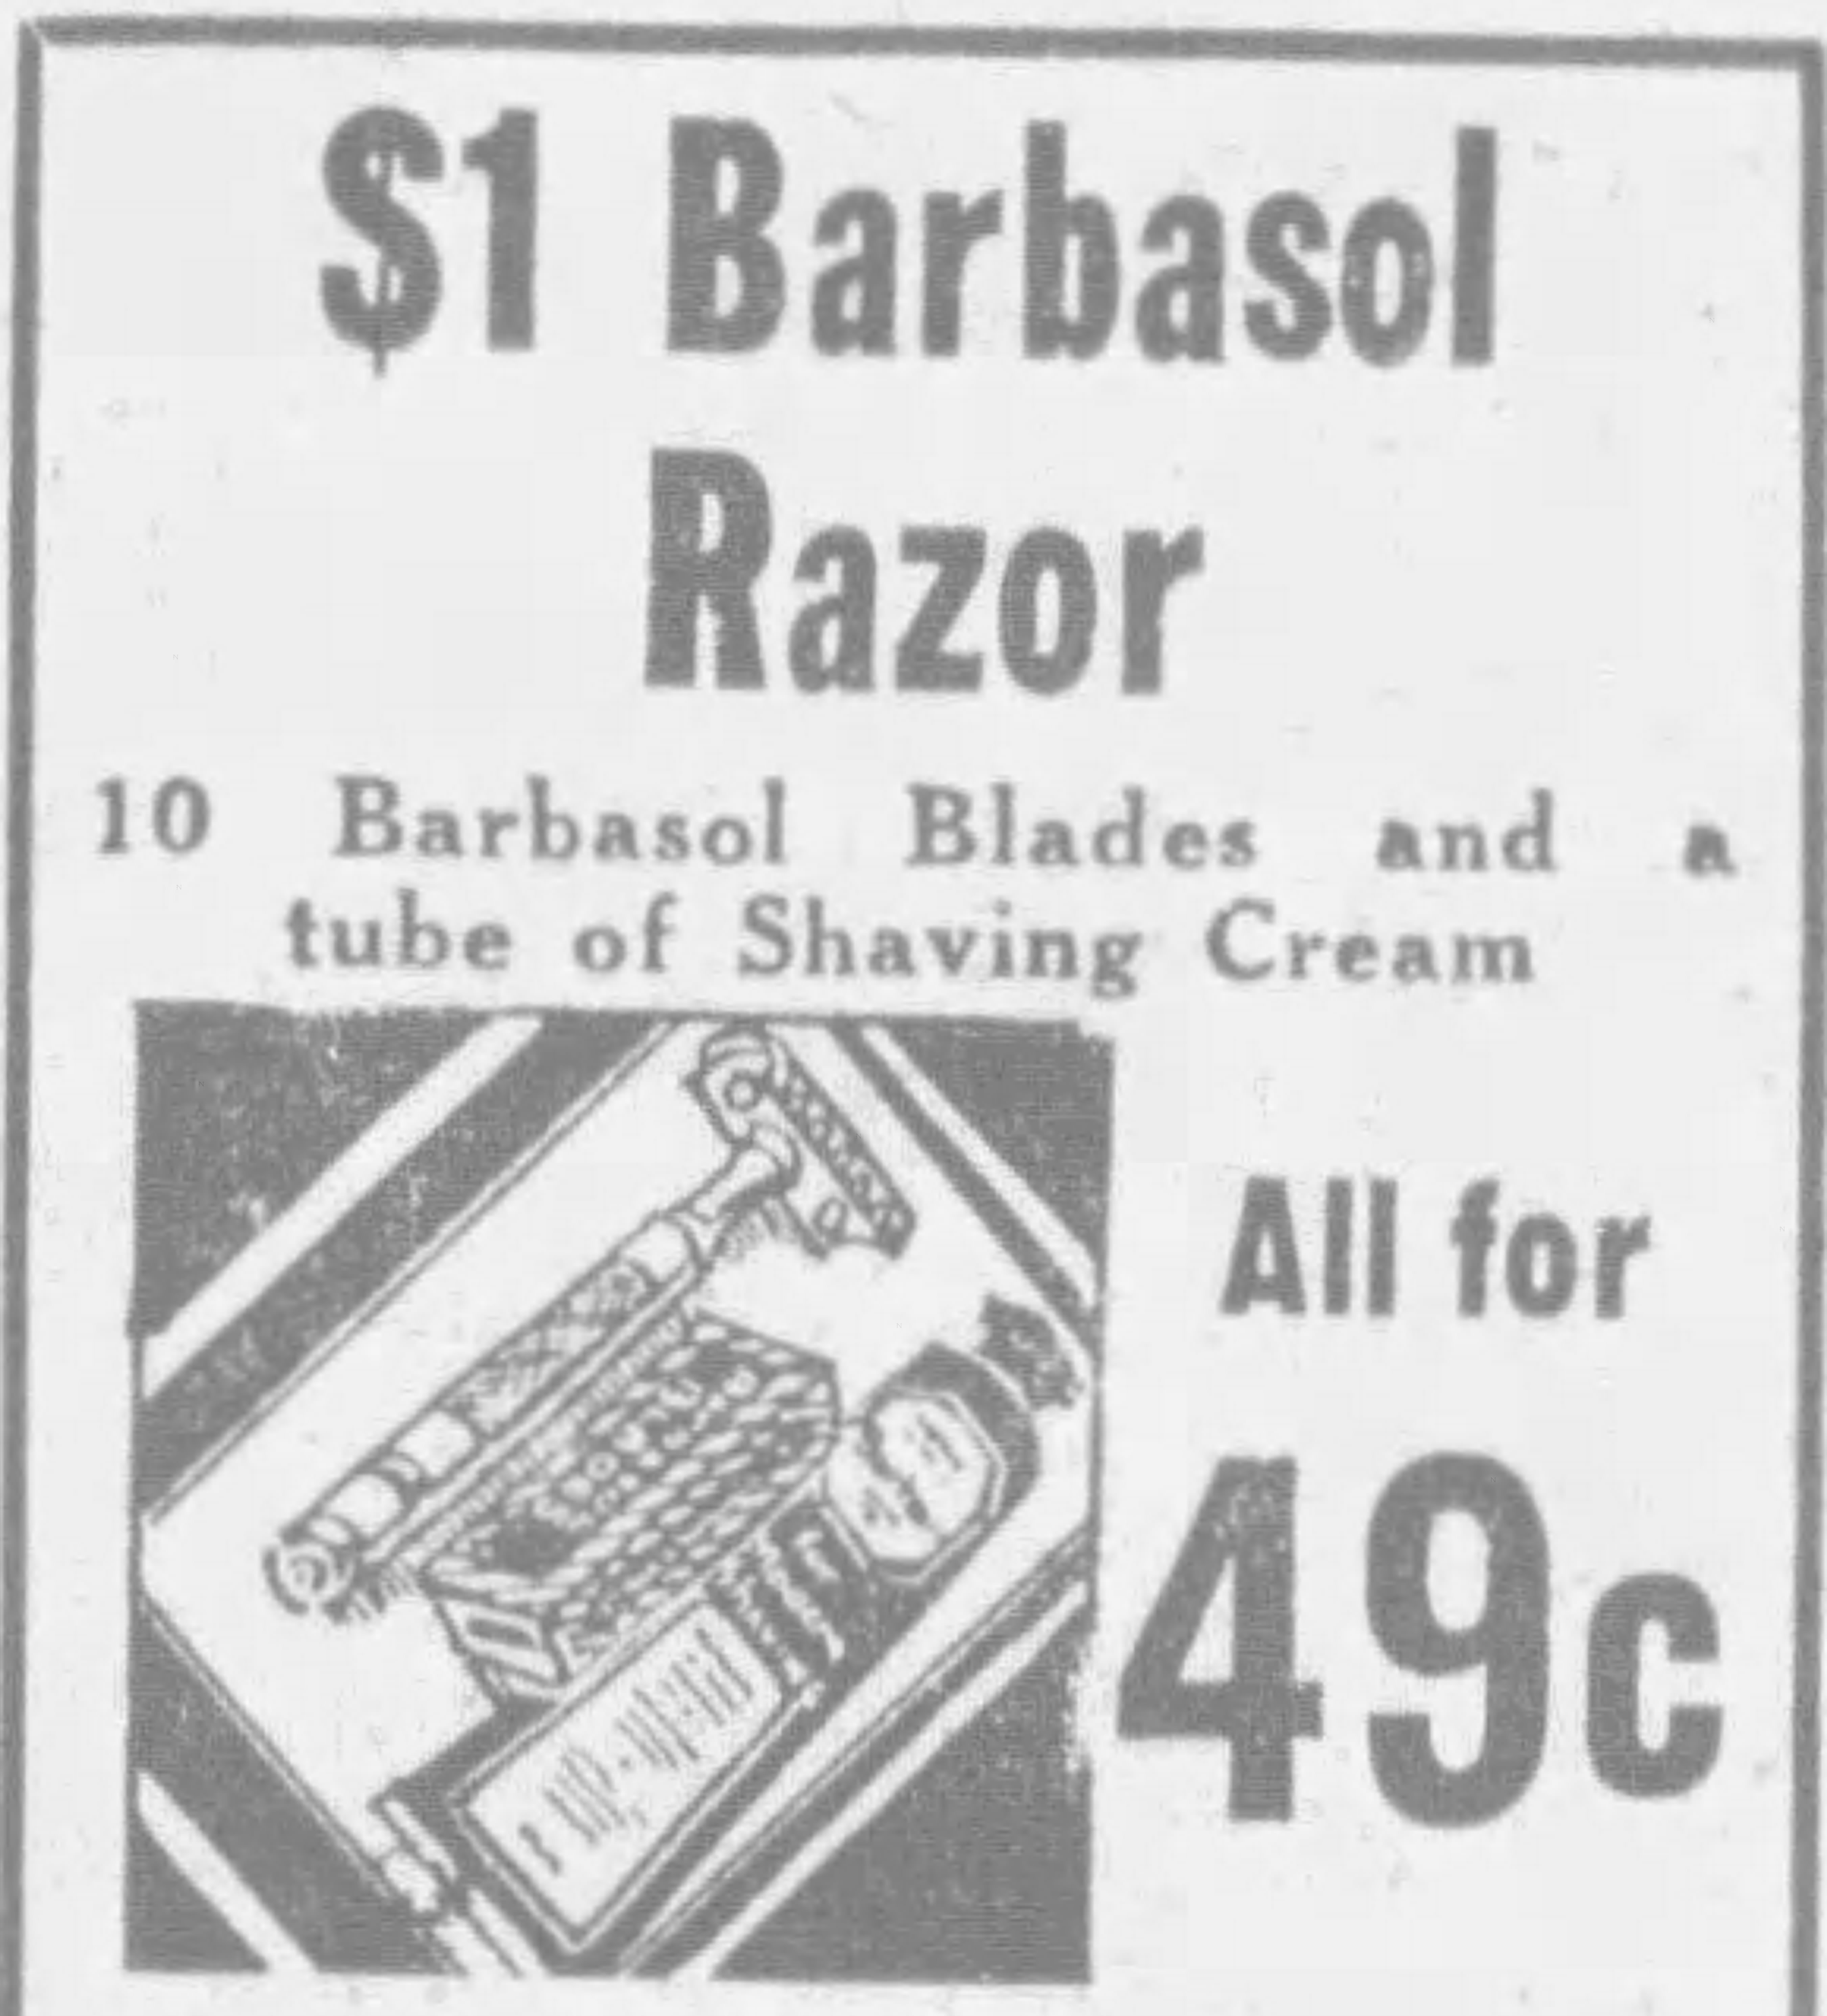 $1 Barbasol
Razor
10 Barbasol Blades and a
tube of Shaving Cream
All for
49c